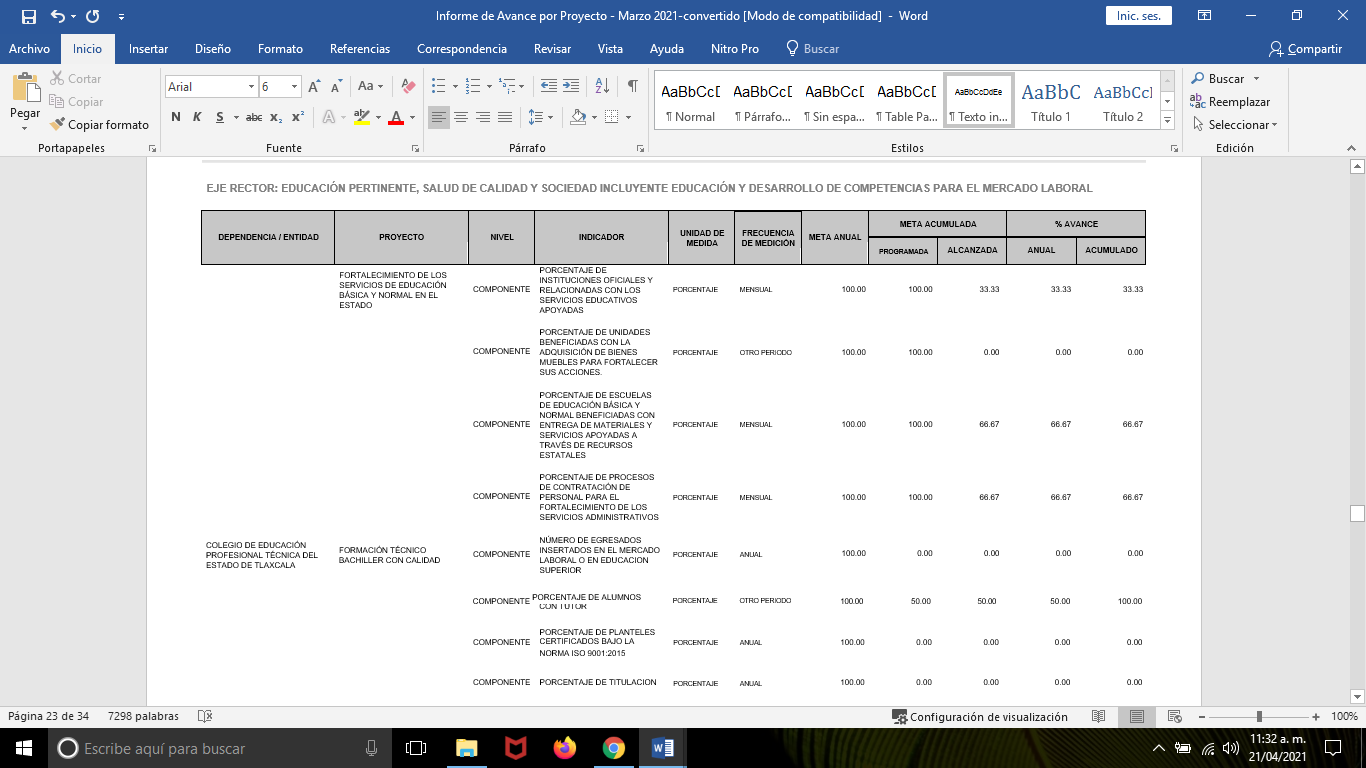 Informe de Avance por Proyecto - Marzo 2021-convertido [Modo de compatibilidad] - Word
Inic. ses.
Archivo Inicio Insertar Diseño Formato Referencias Correspondencia Revisar Vista Ayuda Nitro Pro Buscar Compartir
Pegar
Cortar
Copiar
Copiar formato
Portapapeles
Arial 6
Aa
N K S abc x₂ x²
Fuente
Párrafo
AaBbCcI AaBbCcI AaBbCcI AaBbCcI AaBbCcDdEe AaBbC AaBbCcI
¶ Normal ¶ Párrafo... ¶ Sin espa... ¶ Table Pa... ¶ Texto in... Título 1 Título 2
Estilos
Buscar
Reemplazar
Seleccionar
Edición
EJE RECTOR: EDUCACIÓN PERTINENTE, SALUD DE CALIDAD Y SOCIEDAD INCLUYENTE EDUCACIÓN Y DESARROLLO DE COMPETENCIAS PARA EL MERCADO LABORAL
DEPENDENCIA / ENTIDAD
PROYECTO
NIVEL
INDICADOR
UNIDAD DE
MEDIDA
FRECUENCIA
DE MEDICIÓN
META ANUAL
META ACUMULADA
PROGRAMADA ALCANZADA
% AVANCE
ANUAL ACUMULADO
FORTALECIMIENTO DE LOS
SERVICIOS DE EDUCACIÓN
BÁSICA Y NORMAL EN EL
ESTADO
COMPONENTE
PORCENTAJE DE
INSTITUCIONES OFICIALES Y
RELACIONADAS CON LOS
SERVICIOS EDUCATIVOS
APOYADAS
PORCENTAJE MENSUAL 100.00 100.00 33.33 33.33 33.33
COMPONENTE
PORCENTAJE DE UNIDADES
BENEFICIADAS CON LA
ADQUISICIÓN DE BIENES
MUEBLES PARA FORTALECER
SUS ACCIONES.
PORCENTAJE OTRO PERIODO 100.00 100.00 0.00 0.00 0.00
COMPONENTE
PORCENTAJE DE ESCUELAS
DE EDUCACIÓN BÁSICA Y
NORMAL BENEFICIADAS CON
ENTREGA DE MATERIALES Y
SERVICIOS APOYADAS A
TRAVÉS DE RECURSOS
ESTATALES
PORCENTAJE MENSUAL 100.00 100.00 66.67 66.67 66.67
COMPONENTE
PORCENTAJE DE PROCESOS
DE CONTRATACIÓN DE
PERSONAL PARA EL
FORTALECIMIENTO DE LOS
SERVICIOS ADMINISTRATIVOS
PORCENTAJE MENSUAL 100.00 100.00 66.67 66.67 66.67
COLEGIO DE EDUCACIÓN
PROFESIONAL TÉCNICA DEL
ESTADO DE TLAXCALA
FORMACIÓN TÉCNICO
BACHILLER CON CALIDAD
COMPONENTE
NÚMERO DE EGRESADOS
INSERTADOS EN EL MERCADO
LABORAL O EN EDUCACION
SUPERIOR
PORCENTAJE ANUAL 100.00 0.00 0.00 0.00 0.00
COMPONENTE
PORCENTAJE DE ALUMNOS
CON TUTOR
PORCENTAJE OTRO PERIODO 100.00 50.00 50.00 50.00 100.00
COMPONENTE
PORCENTAJE DE PLANTELES
CERTIFICADOS BAJO LA
NORMA ISO 9001:2015
PORCENTAJE ANUAL 100.00 0.00 0.00 0.00 0.00
COMPONENTE PORCENTAJE DE TITULACION PORCENTAJE ANUAL 100.00 0.00 0.00 0.00 0.00
Página 23 de 34 7298 palabras Configuración de visualización 100%
Escribe aquí para buscar
11:32 a. m.
21/04/2021